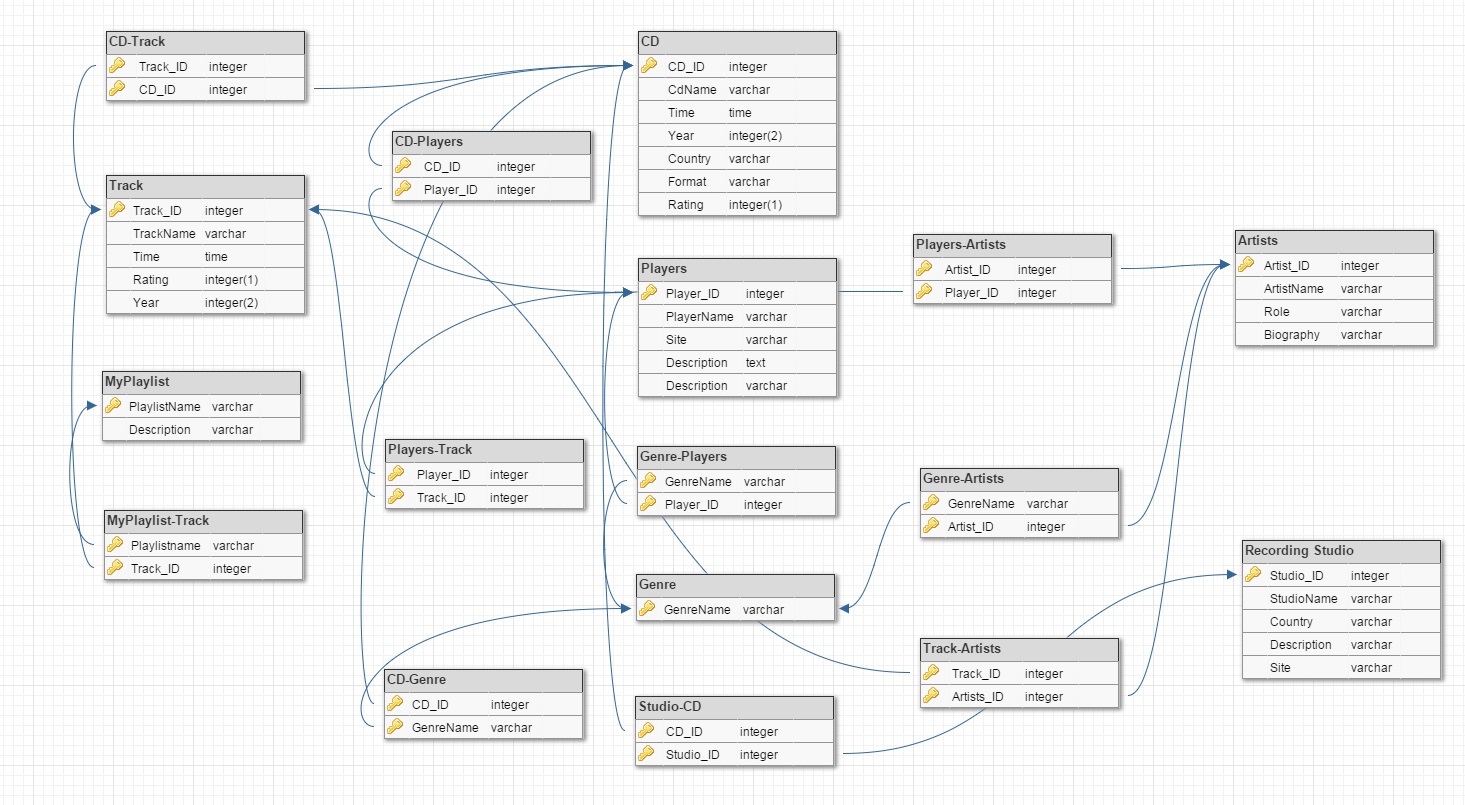 CD-Track
Track_ID integer
CD_ID integer
CD
CD_ID integer
CdName varchar
Time time
Year integer(2)
Country varchar
Format varchar
Rating integer(1)
CD-Players
CD_ID integer
Player_ID integer
Track
Track_ID integer
TrackName varchar
Time time
Rating integer(1)
Year integer(2)
Players
Player_ID integer
PlayerName varchar
Site varchar
Description text
Description varchar
Players-Artists
Artist_ID integer
Player_ID integer
Artists
Artist_ID integer
ArtistName varchar
Role varchar
Biography varchar
MyPlaylist
PlaylistName varchar
Description varchar
Players-Track
Player_ID integer
Track_ID integer
Genre-Players
GenreName varchar
Player_ID integer
Genre-Artists
GenreName varchar
Artist_ID integer
MyPlaylist-Track
Playlistname varchar
Track_ID integer
Genre
GenreName varchar
Recording Studio
Studio_ID integer
StudioName varchar
Country varchar
Description varchar
Site varchar
Track-Artists
Track_ID integer
Artists_ID integer
CD-Genre
CD_ID integer
GenreName varchar
Studio-CD
CD_ID integer
Studio_ID integer